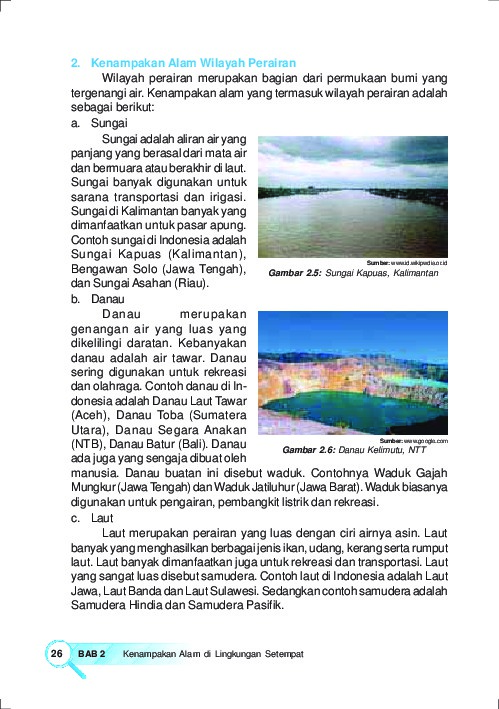 2. Kenampakan Alam Wilayah Perairan
Wilayah perairan merupakan bagian dari permukaan bumi yang
tergenangi air. Kenampakan alam yang termasuk wilayah perairan adalah
sebagai berikut:
a. Sungai
Sungai adalah aliran air yang
panjang yang berasal dari mata air
dan bermuara atau berakhir di laut.
Sungai banyak digunakan untuk
sarana transportasi dan irigasi.
Sungai di Kalimantan banyak yang
dimanfaatkan untuk pasar apung.
Contoh sungai di Indonesia adalah
Sungai Kapuas (Kalimantan),
Bengawan Solo (Jawa Tengah),
dan Sungai Asahan (Riau).
Sumber: www.id.wikipedia.or.id
Gambar 2.5: Sungai Kapuas, Kalimantan
b. Danau
Danau merupakan
genangan air yang luas yang
dikelilingi daratan. Kebanyakan
danau adalah air tawar. Danau
sering digunakan untuk rekreasi
dan olahraga. Contoh danau di In-
donesia adalah Danau Laut Tawar
(Aceh), Danau Toba (Sumatera
Utara), Danau Segara Anakan
(NTB), Danau Batur (Bali). Danau
ada juga yang sengaja dibuat oleh
Sumber: www.google.com
Gambar 2.6: Danau Kelimutu, NTT
manusia. Danau buatan ini disebut waduk. Contohnya Waduk Gajah
Mungkur (Jawa Tengah) dan Waduk Jatiluhur (Jawa Barat). Waduk biasanya
digunakan untuk pengairan, pembangkit listrik dan rekreasi.
c. Laut
Laut merupakan perairan yang luas dengan ciri airnya asin. Laut
banyak yang menghasilkan berbagai jenis ikan, udang, kerang serta rumput
laut. Laut banyak dimanfaatkan juga untuk rekreasi dan transportasi. Laut
yang sangat luas disebut samudera. Contoh laut di Indonesia adalah Laut
Jawa, Laut Banda dan Laut Sulawesi. Sedangkan contoh samudera adalah
Samudera Hindia dan Samudera Pasifik.
26 BAB 2 Kenampakan Alam di Lingkungan Setempat